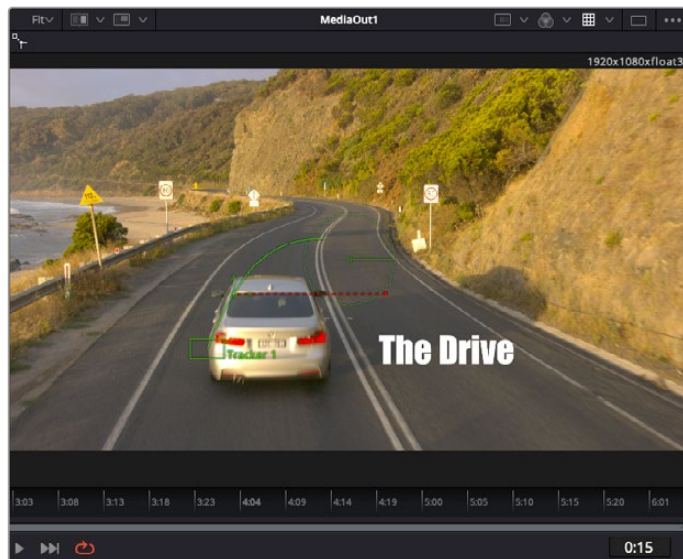 Fit MediaOut1
1920x1080xfloat3
Tracker 1
The Drive
3:03 3:08 3:13 3:18 3:23 4:04 4:09 4:14 4:19 5:00 5:05 5:10 5:15 5:20 6:01
0:15